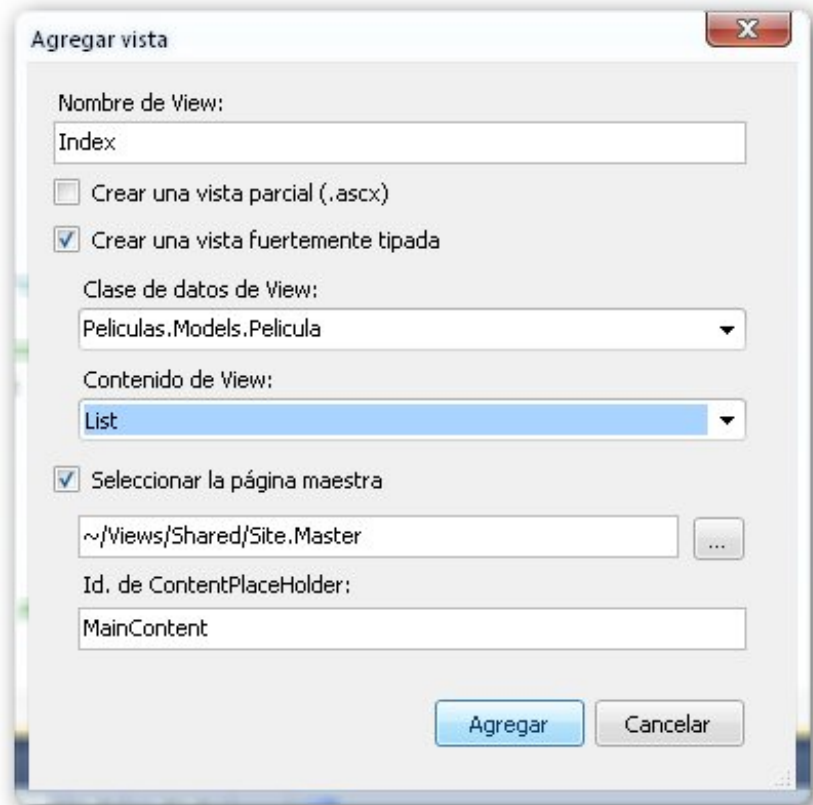 Agregar vista
Nombre de View:
Index
Crear una vista parcial (.ascx)
Crear una vista fuertemente tipada
Clase de datos de View:
Peliculas.Models.Pelicula
Contenido de View:
List
Seleccionar la página maestra
~/Views/Shared/Site.Master
...
Id. de ContentPlaceHolder:
MainContent
Agregar
Cancelar